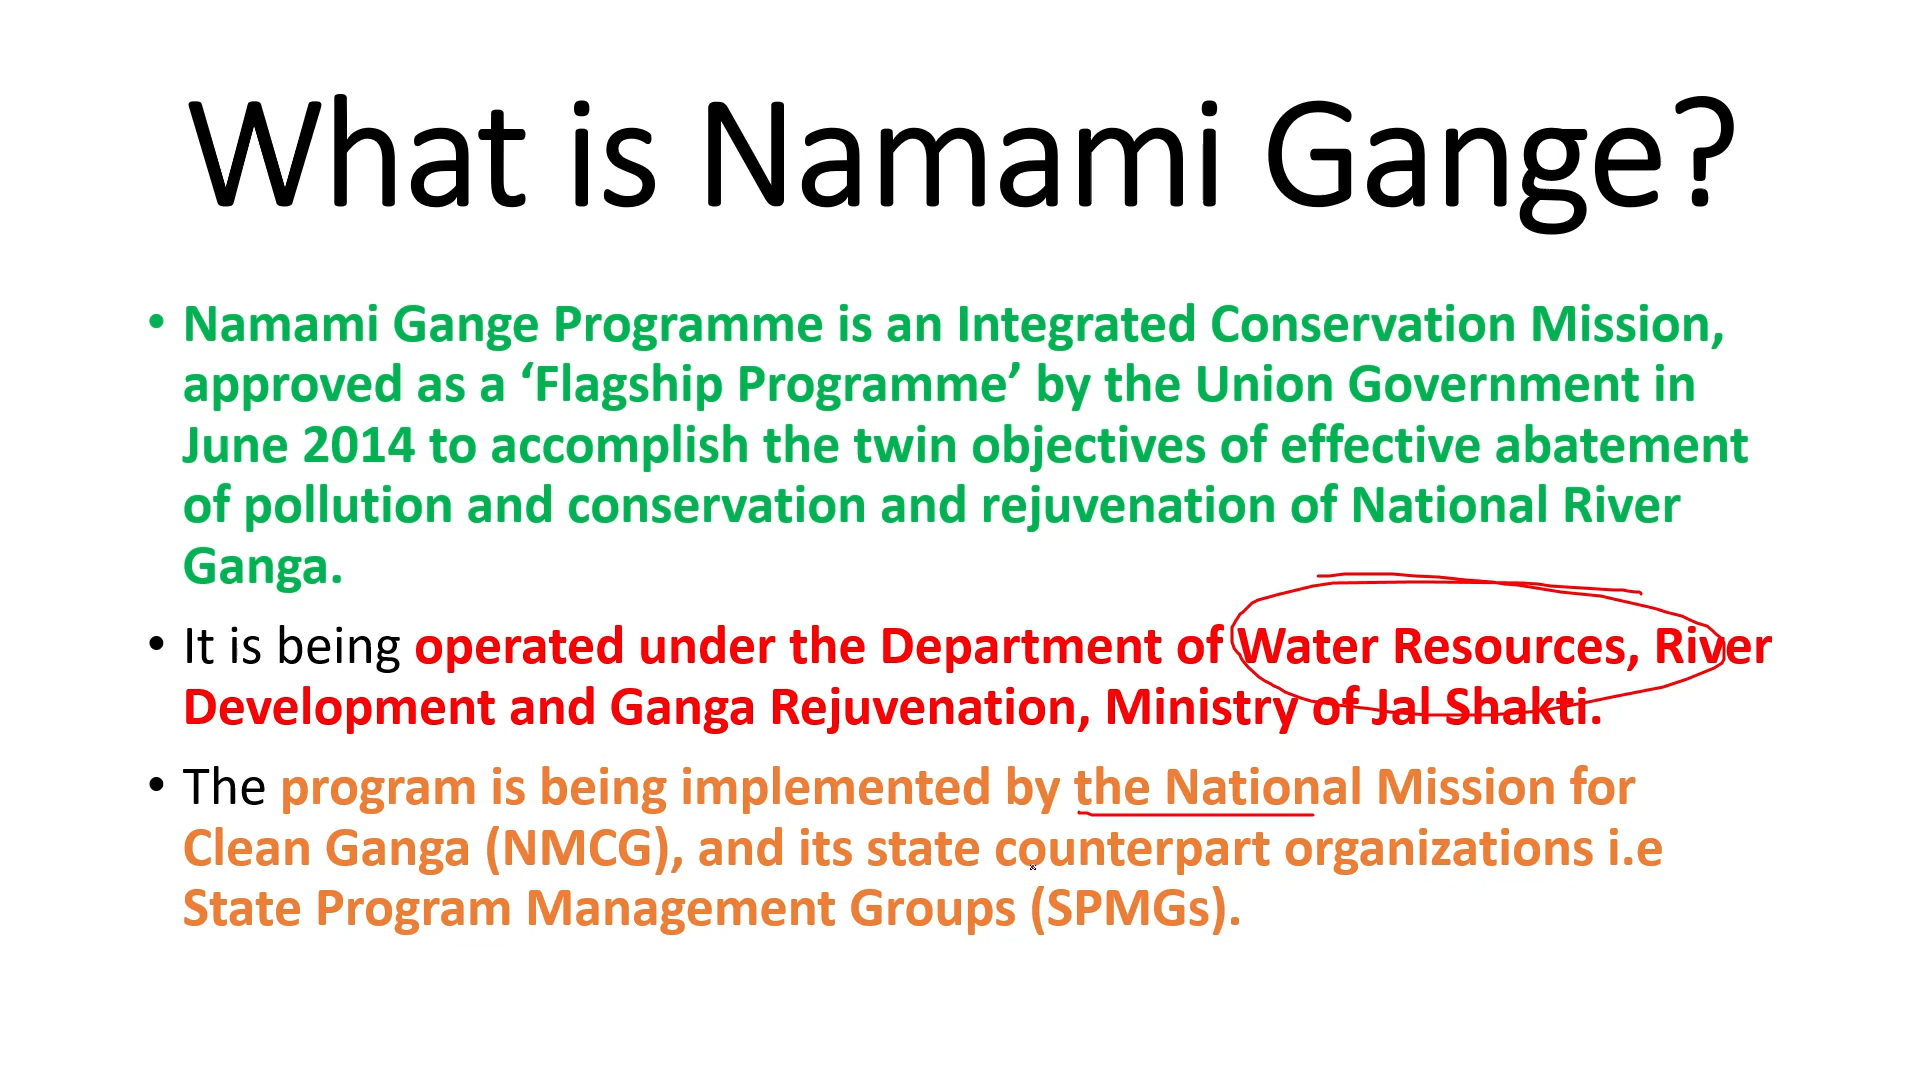 What is Namami Gange?
• Namami Gange Programme is an Integrated Conservation Mission,
approved as a ‘Flagship Programme’ by the Union Government in
June 2014 to accomplish the twin objectives of effective abatement
of pollution and conservation and rejuvenation of National River
Ganga.
• It is being operated under the Department of Water Resources, River
Development and Ganga Rejuvenation, Ministry of Jal Shakti.
• The program is being implemented by the National Mission for
Clean Ganga (NMCG), and its state counterpart organizations i.e
State Program Management Groups (SPMGs).